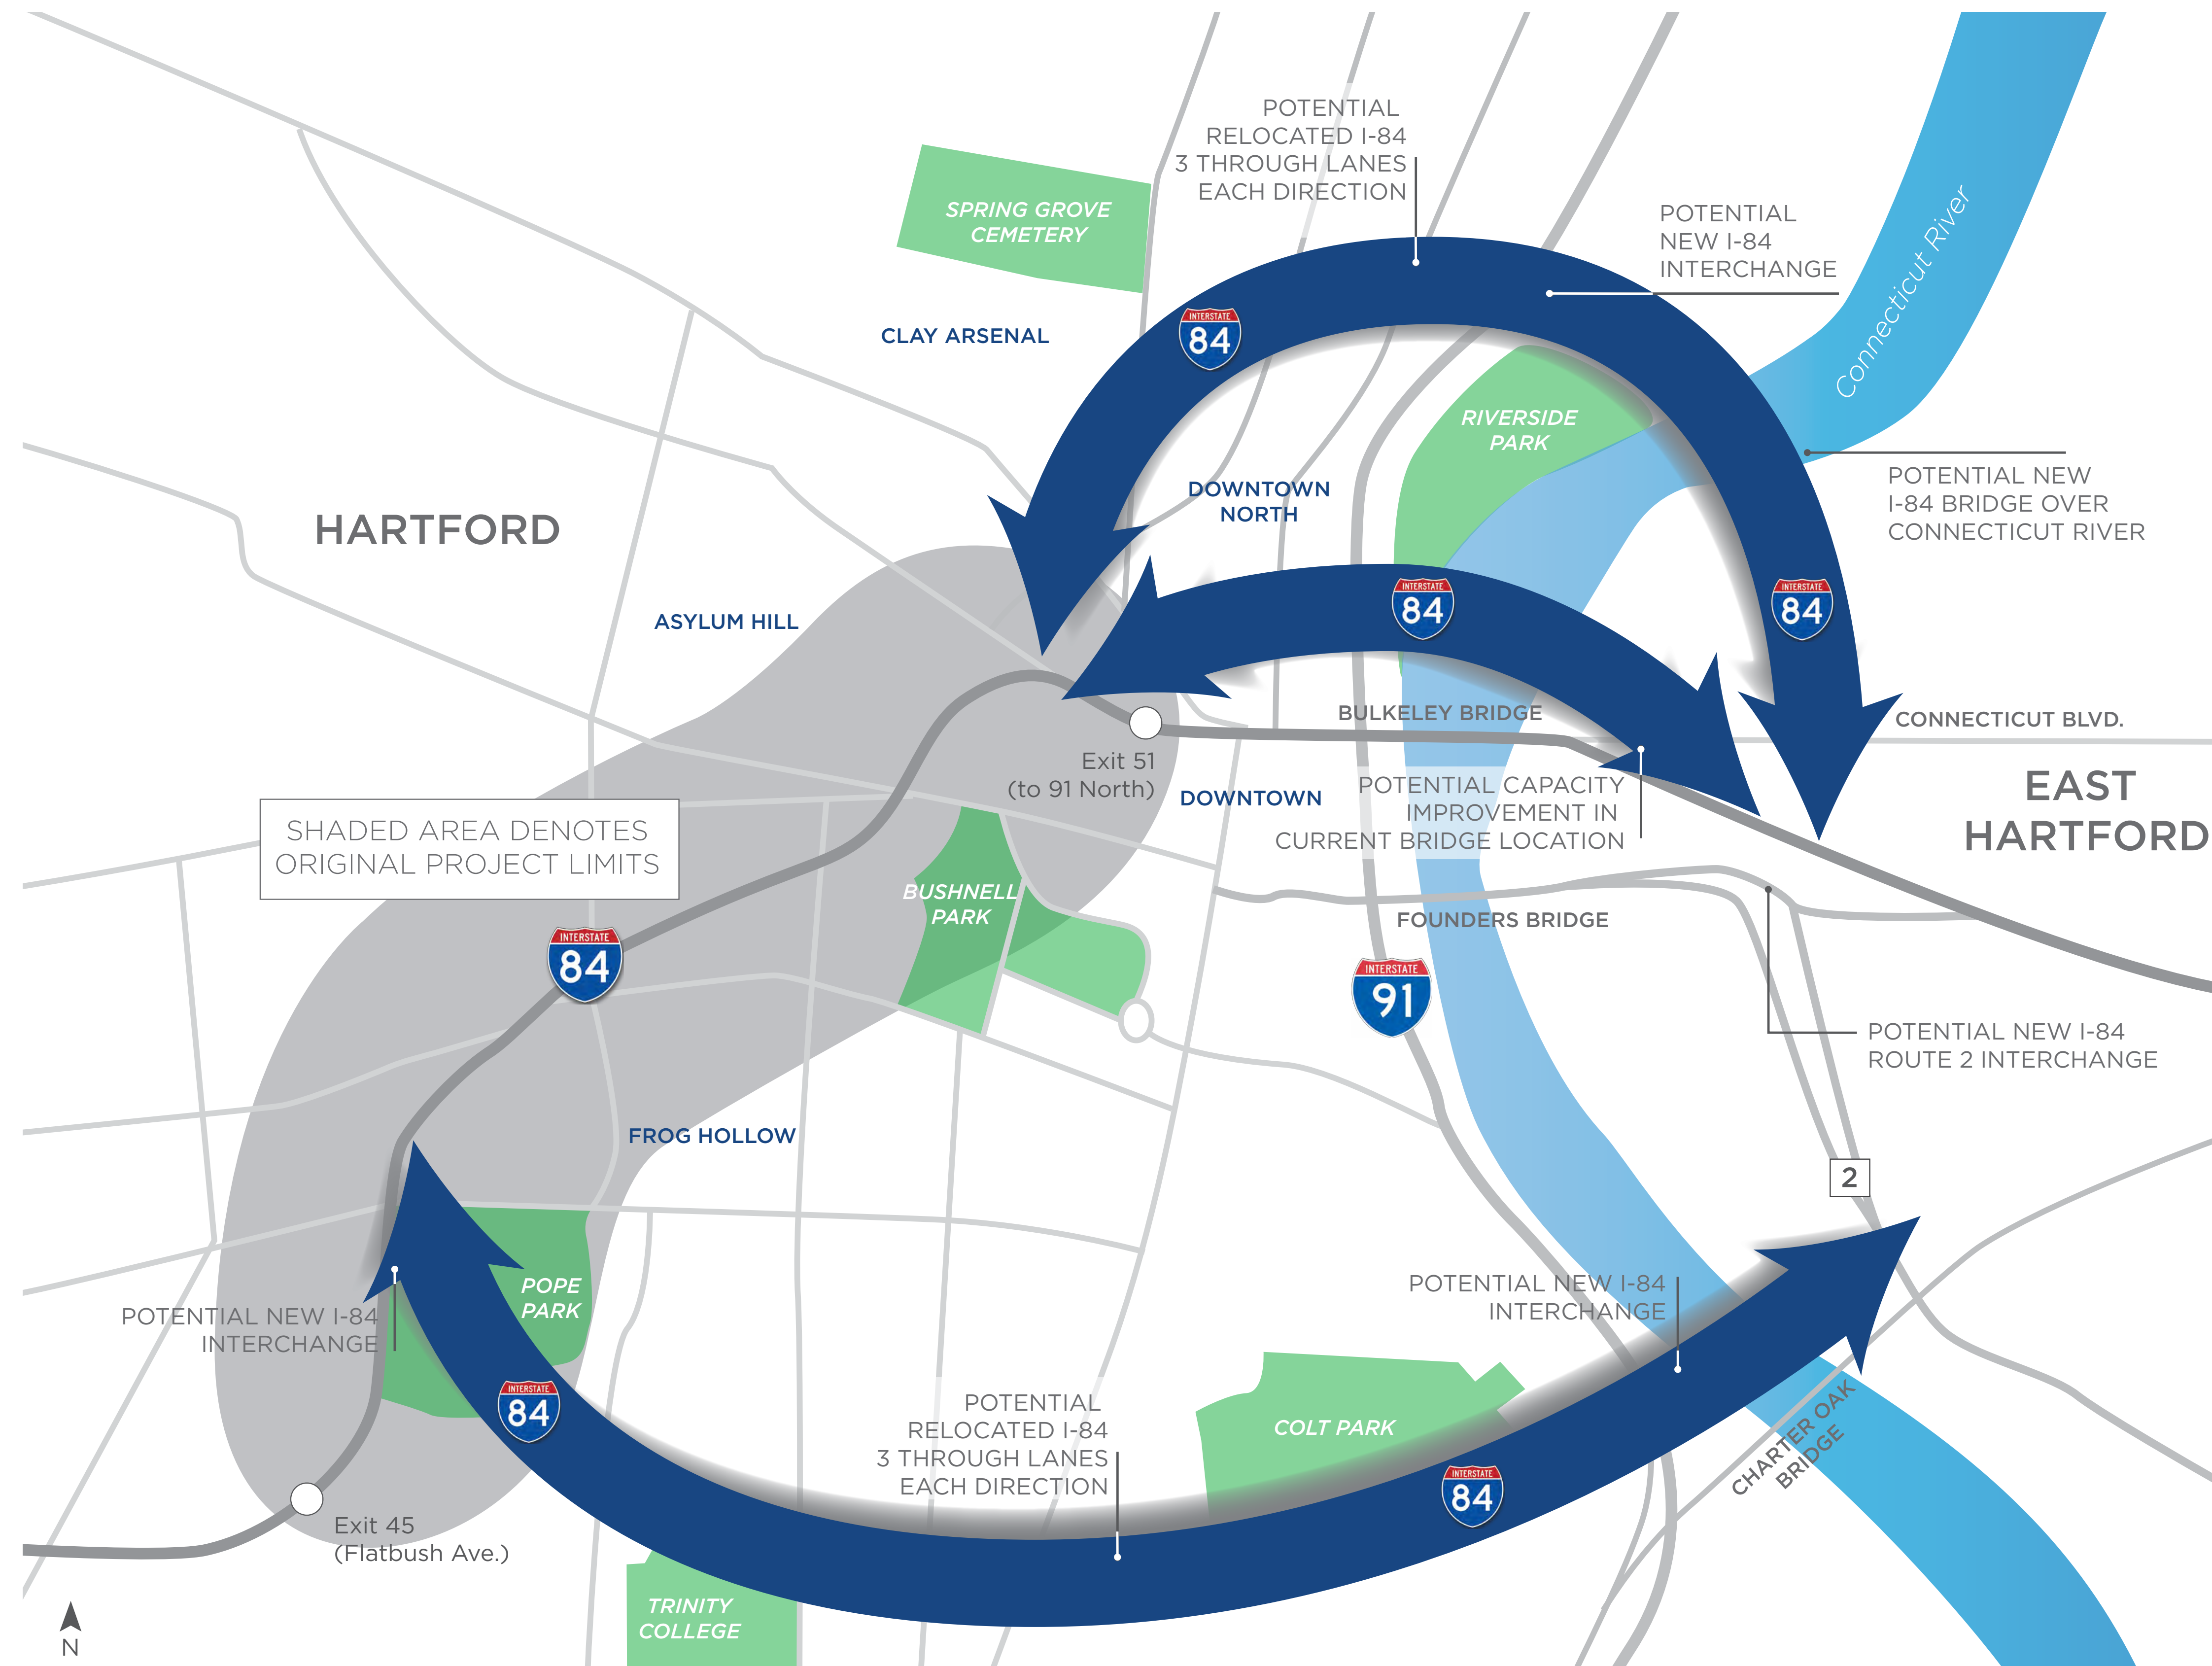 POTENTIAL
RELOCATED I-84
3 THROUGH LANES
EACH DIRECTION
SPRING GROVE
CEMETERY
POTENTIAL
NEW I-84
INTERCHANGE
Connecticut River
CLAY ARSENAL
INTERSTATE
84
RIVERSIDE
PARK
DOWNTOWN
NORTH
POTENTIAL NEW
I-84 BRIDGE OVER
CONNECTICUT RIVER
HARTFORD
ASYLUM HILL
INTERSTATE
84
INTERSTATE
84
BULKELEY BRIDGE
CONNECTICUT BLVD.
Exit 51
(to 91 North)
DOWNTOWN
POTENTIAL CAPACITY
IMPROVEMENT IN
CURRENT BRIDGE LOCATION
EAST
HARTFORD
SHADED AREA DENOTES
ORIGINAL PROJECT LIMITS
BUSHNELL
PARK
FOUNDERS BRIDGE
INTERSTATE
84
INTERSTATE
91
POTENTIAL NEW I-84
ROUTE 2 INTERCHANGE
FROG HOLLOW
2
POPE
PARK
POTENTIAL NEW I-84
INTERCHANGE
POTENTIAL NEW I-84
INTERCHANGE
INTERSTATE
84
POTENTIAL
RELOCATED I-84
3 THROUGH LANES
EACH DIRECTION
COLT PARK
CHARTER OAK
BRIDGE
INTERSTATE
84
Exit 45
(Flatbush Ave.)
TRINITY
COLLEGE
N